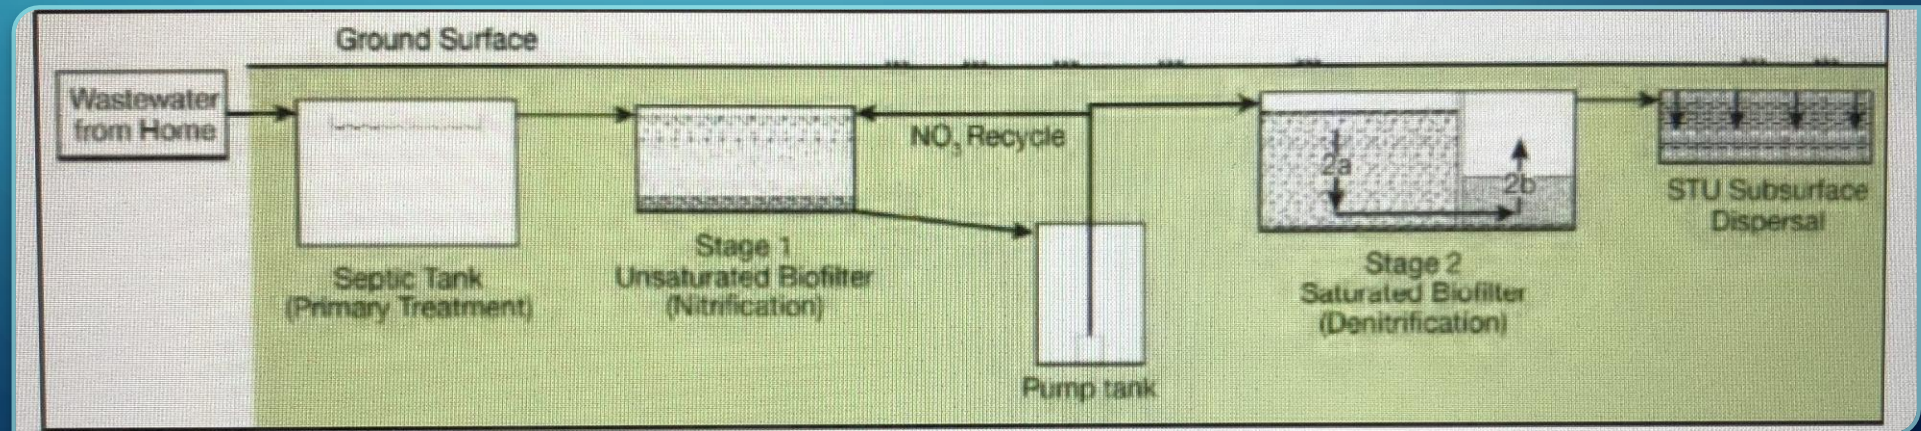 Ground Surface
Wastewater
from Home
NO3 Recycle
2a
2b
STU Subsurface
Dispersal
Stage 1
Unsaturated Biofilter
(Nitrification)
Septic Tank
(Primary Treatment)
Stage 2
Saturated Biofilter
(Denitrification)
Pump tank